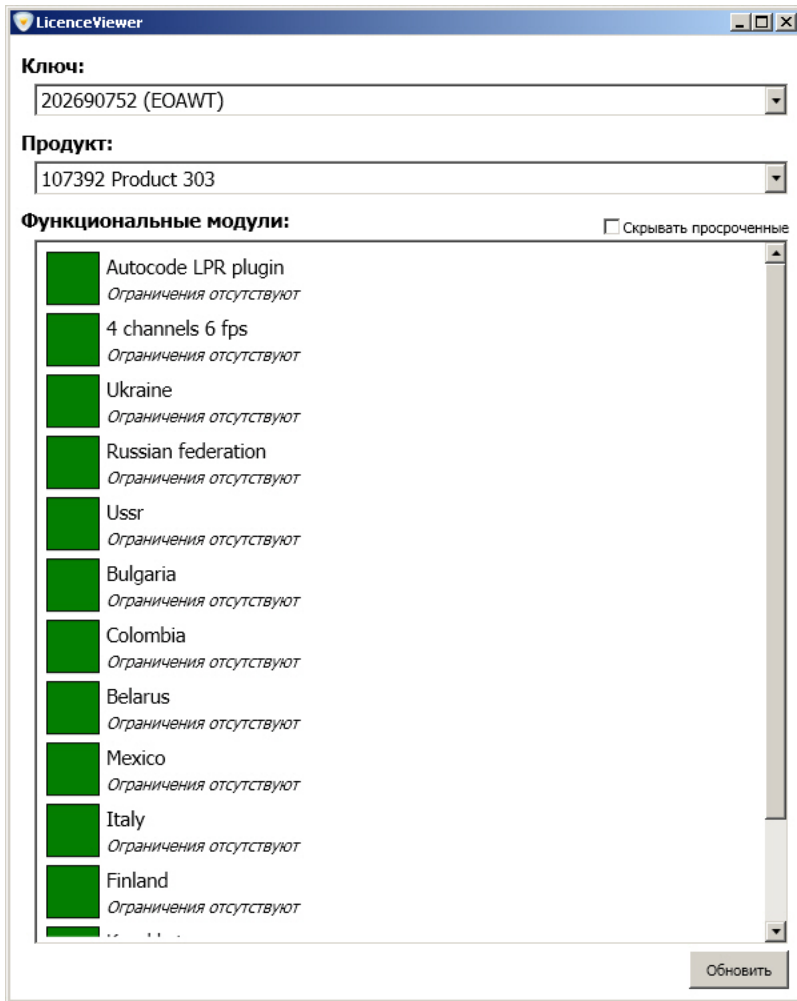 LicenceViewer
Ключ:
202690752 (EOAWT)
Продукт:
107392 Product 303
Функциональные модули:
Скрывать просроченные
Autocode LPR plugin
Ограничения отсутствуют
4 channels 6 fps
Ограничения отсутствуют
Ukraine
Ограничения отсутствуют
Russian federation
Ограничения отсутствуют
Ussr
Ограничения отсутствуют
Bulgaria
Ограничения отсутствуют
Colombia
Ограничения отсутствуют
Belarus
Ограничения отсутствуют
Mexico
Ограничения отсутствуют
Italy
Ограничения отсутствуют
Finland
Ограничения отсутствуют
Обновить